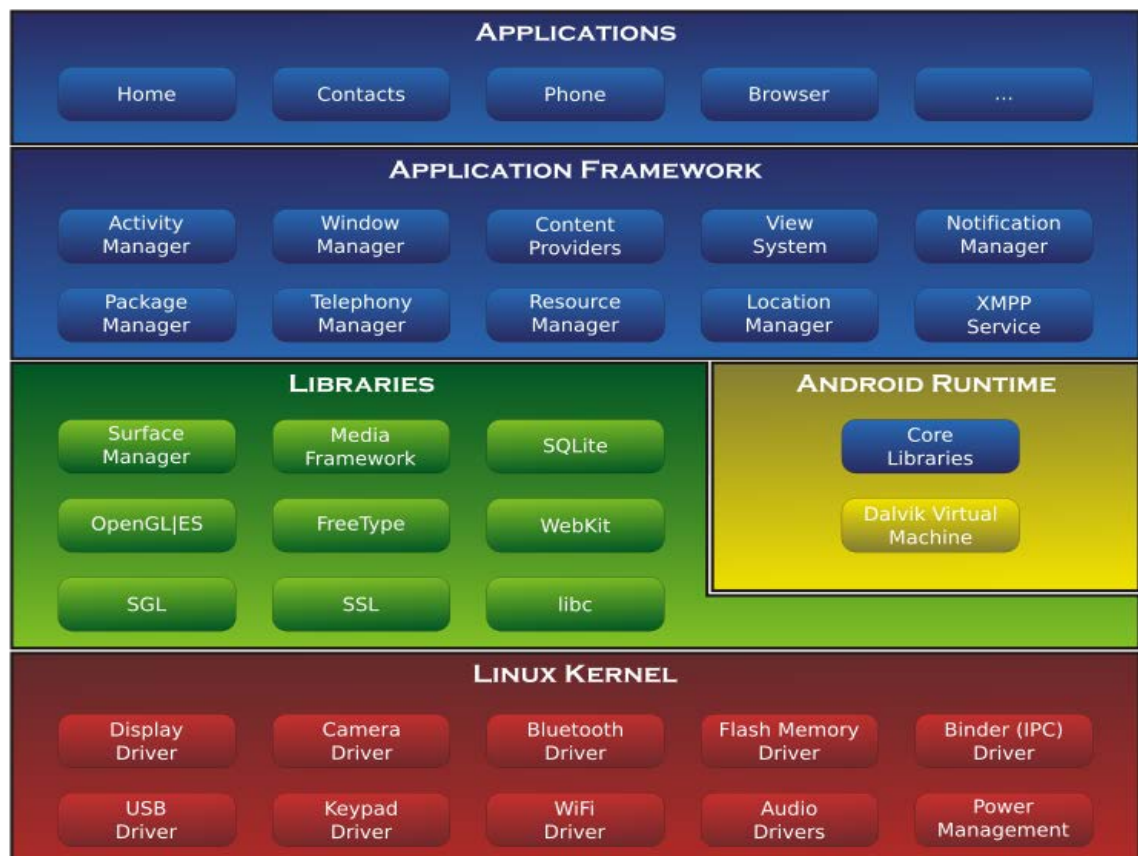 APPLICATIONS
Home
Contacts
Phone
Browser
...
APPLICATION FRAMEWORK
Activity
Manager
Window
Manager
Content
Providers
View
System
Notification
Manager
Package
Manager
Telephony
Manager
Resource
Manager
Location
Manager
XMPP
Service
LIBRARIES
Surface
Manager
Media
Framework
SQLite
OpenGL|ES
FreeType
WebKit
SGL
SSL
libc
ANDROID RUNTIME
Core
Libraries
Dalvik Virtual
Machine
LINUX KERNEL
Display
Driver
Camera
Driver
Bluetooth
Driver
Flash Memory
Driver
Binder (IPC)
Driver
USB
Driver
Keypad
Driver
WiFi
Driver
Audio
Drivers
Power
Management